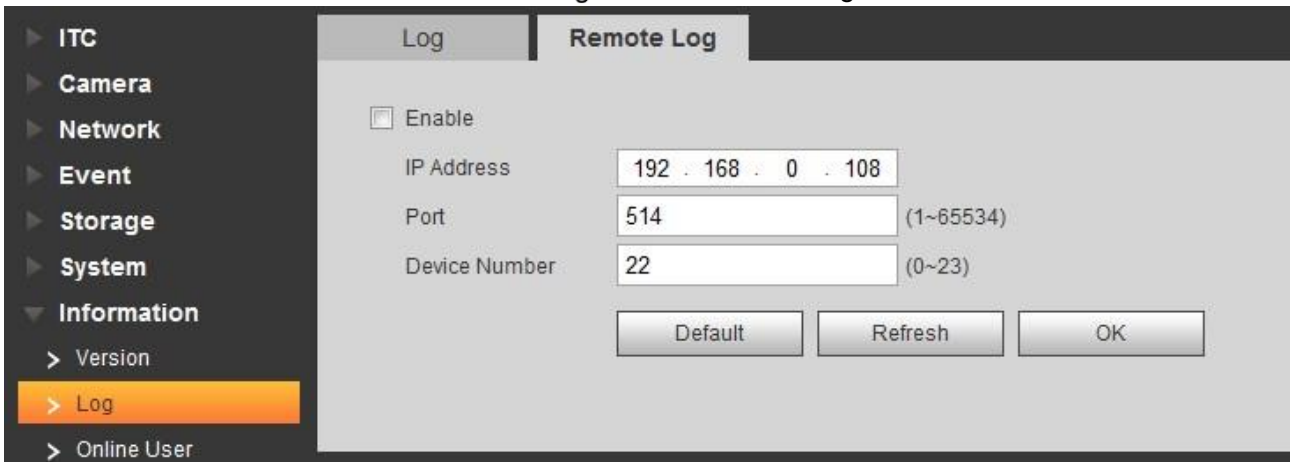 ITC
Camera
Network
Event
Storage
System
Information
Version
Log
Online User
Log Remote Log
Enable
IP Address 192 . 168 . 0 . 108
Port 514 (1~65534)
Device Number 22 (0~23)
Default Refresh OK